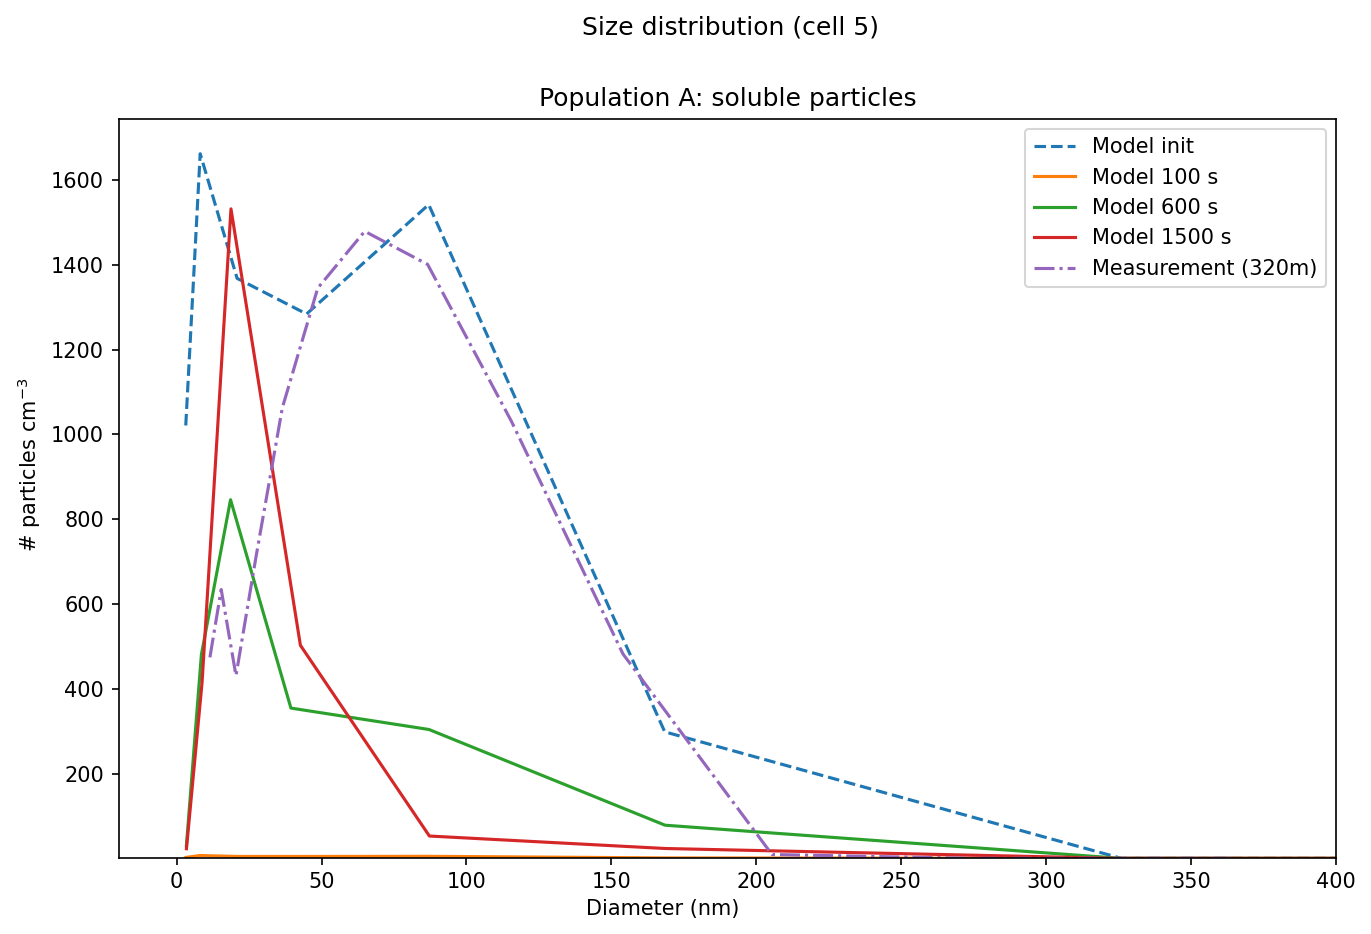 Size distribution (cell 5)
Population A: soluble particles
Model init
Model 100 s
Model 600 s
Model 1500 s
Measurement (320m)
# particles cm⁻³
1600
1400
1200
1000
800
600
400
200
0 50 100 150 200 250 300 350 400
Diameter (nm)